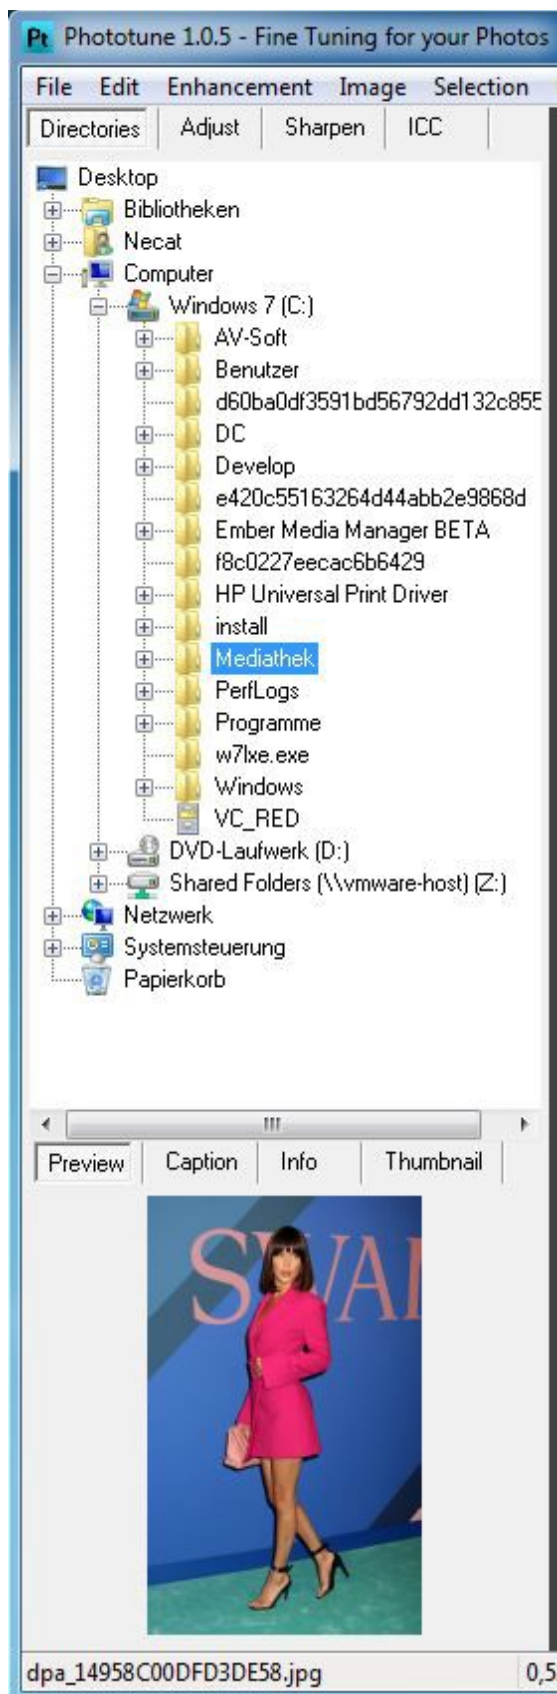 Pt Phototune 1.0.5 - Fine Tuning for your Photos
File Edit Enhancement Image Selection
Directories Adjust Sharpen ICC
Desktop
Bibliotheken
Necat
Computer
Windows 7 (C:)
AV-Soft
Benutzer
d60ba0df3591bd56792dd132c855
DC
Develop
e420c55163264d44abb2e9868d
Ember Media Manager BETA
f8c0227eecac6b6429
HP Universal Print Driver
install
Mediathek
PerfLogs
Programme
w7lxe.exe
Windows
VC_RED
DVD-Laufwerk (D:)
Shared Folders (\\vmware-host) (Z:)
Netzwerk
Systemsteuerung
Papierkorb
Preview Caption Info Thumbnail
SWA
dpa_14958C00DFD3DE58.jpg 0,5